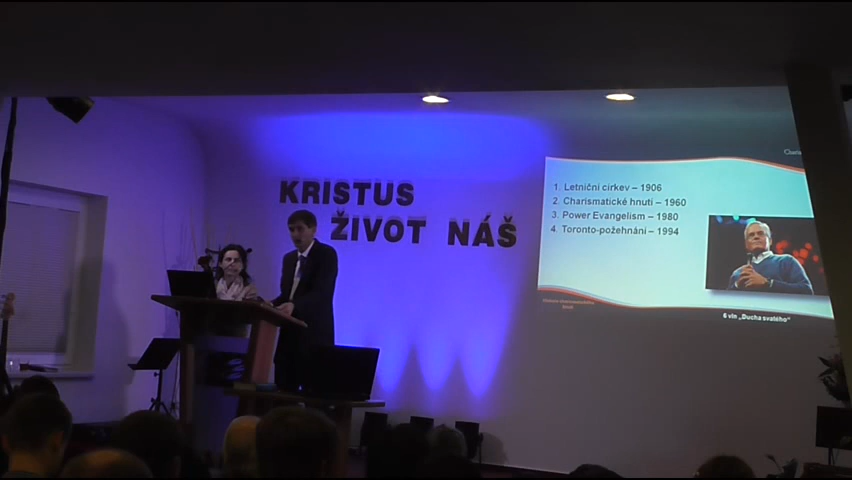 KRISTUS
ŽIVOT NÁŠ
1. Letniční církev – 1906
2. Charismatické hnutí – 1960
3. Power Evangelism – 1980
4. Toronto-požehnání – 1994
6 vln „Ducha svatého“